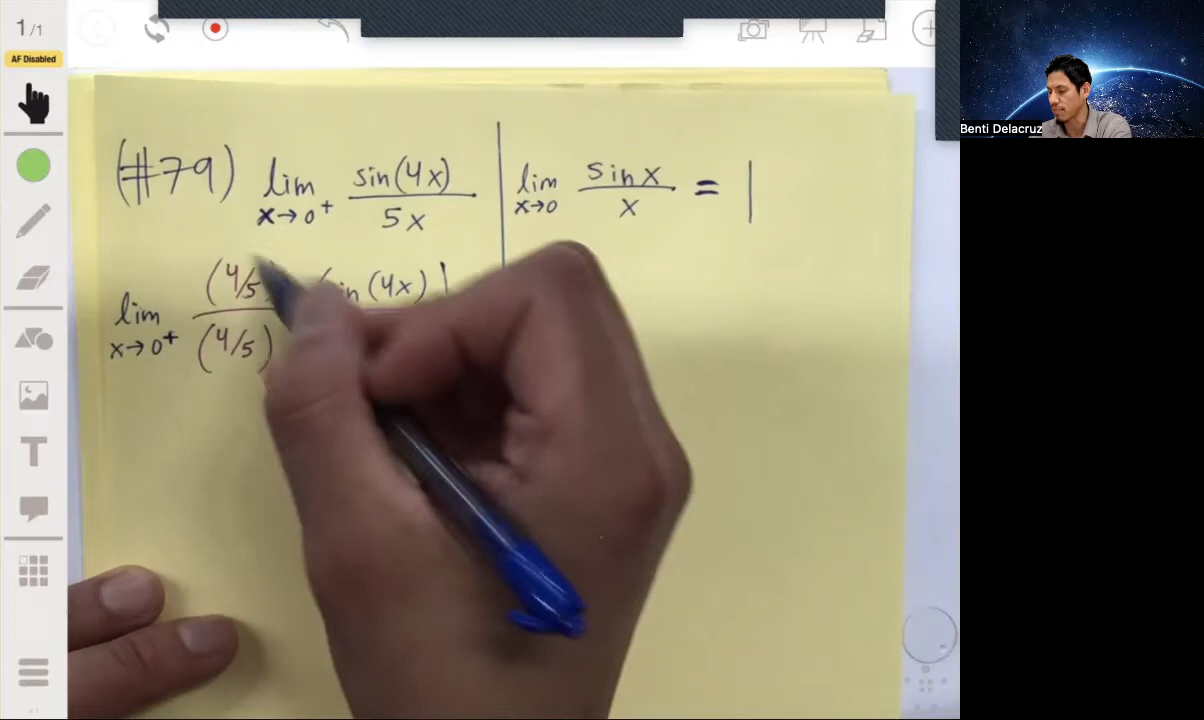 1/1
AF Disabled
Benti Delacruz
(#79) lim x→0⁺ sin(4x)/5x
lim x→0 sin x/x = 1
lim x→0⁺ (4/5)/(4/5) (4x)
T